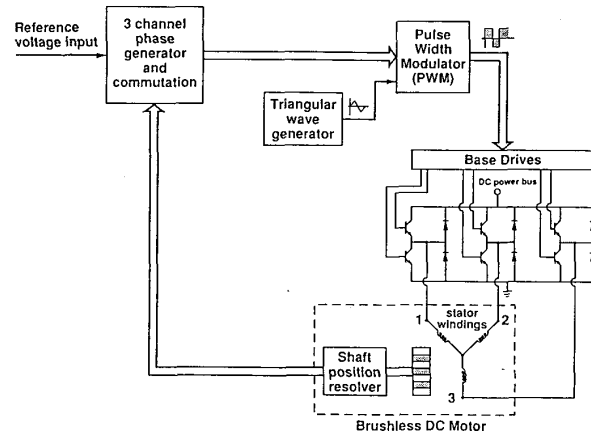 Reference
voltage input
3 channel
phase
generator
and
commutation
Pulse
Width
Modulator
(PWM)
Triangular
wave
generator
Base Drives
DC power bus
1
stator
windings
2
3
Shaft
position
resolver
Brushless DC Motor